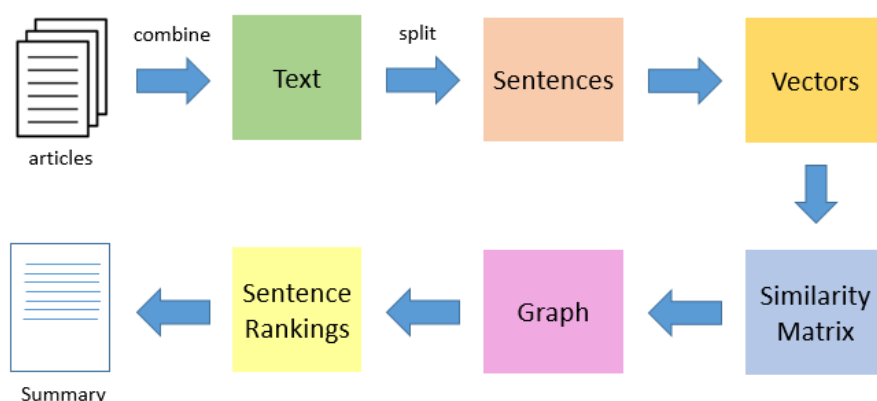 combine
split
Text
Sentences
Vectors
articles
Similarity
Matrix
Graph
Sentence
Rankings
Summary